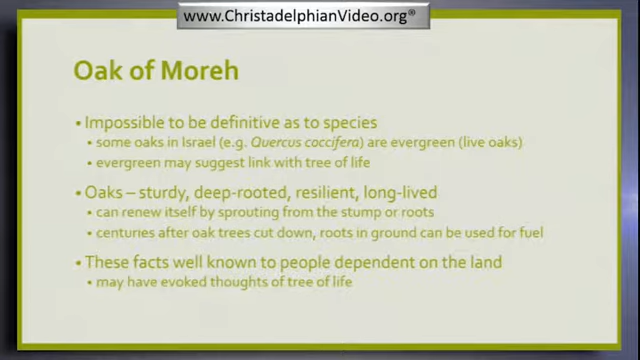 www.ChristadelphianVideo.org®
Oak of Moreh
• Impossible to be definitive as to species
• some oaks in Israel (e.g. Quercus coccifera) are evergreen (live oaks)
• evergreen may suggest link with tree of life
• Oaks – sturdy, deep-rooted, resilient, long-lived
• can renew itself by sprouting from the stump or roots
• centuries after oak trees cut down, roots in ground can be used for fuel
• These facts well known to people dependent on the land
• may have evoked thoughts of tree of life